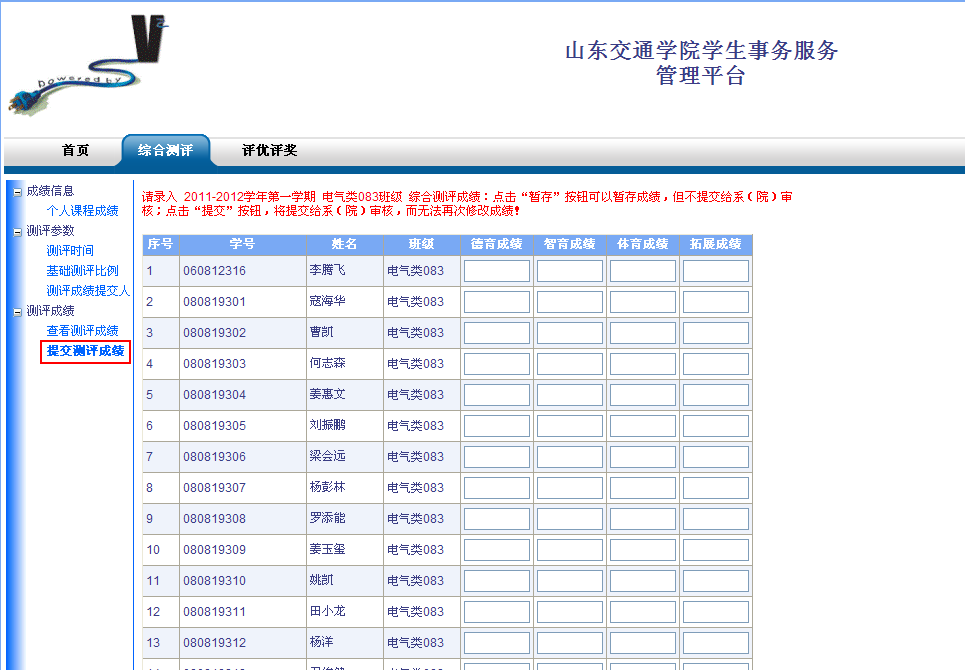 V2
powered by
山东交通学院学生事务服务
管理平台
首页 综合测评 评优评奖
成绩信息
个人课程成绩
测评参数
测评时间
基础测评比例
测评成绩提交人
测评成绩
查看测评成绩
提交测评成绩
请录入 2011-2012学年第一学期 电气类083班级 综合测评成绩：点击“暂存”按钮可以暂存成绩，但不提交给系（院）审
核；点击“提交”按钮，将提交给系（院）审核，而无法再次修改成绩！
序号 学号 姓名 班级 德育成绩 智育成绩 体育成绩 拓展成绩
1 060812316 李腾飞 电气类083
2 080819301 寇海华 电气类083
3 080819302 曹凯 电气类083
4 080819303 何志森 电气类083
5 080819304 姜惠文 电气类083
6 080819305 刘振鹏 电气类083
7 080819306 梁会远 电气类083
8 080819307 杨彭林 电气类083
9 080819308 罗添能 电气类083
10 080819309 姜玉玺 电气类083
11 080819310 姚凯 电气类083
12 080819311 田小龙 电气类083
13 080819312 杨洋 电气类083